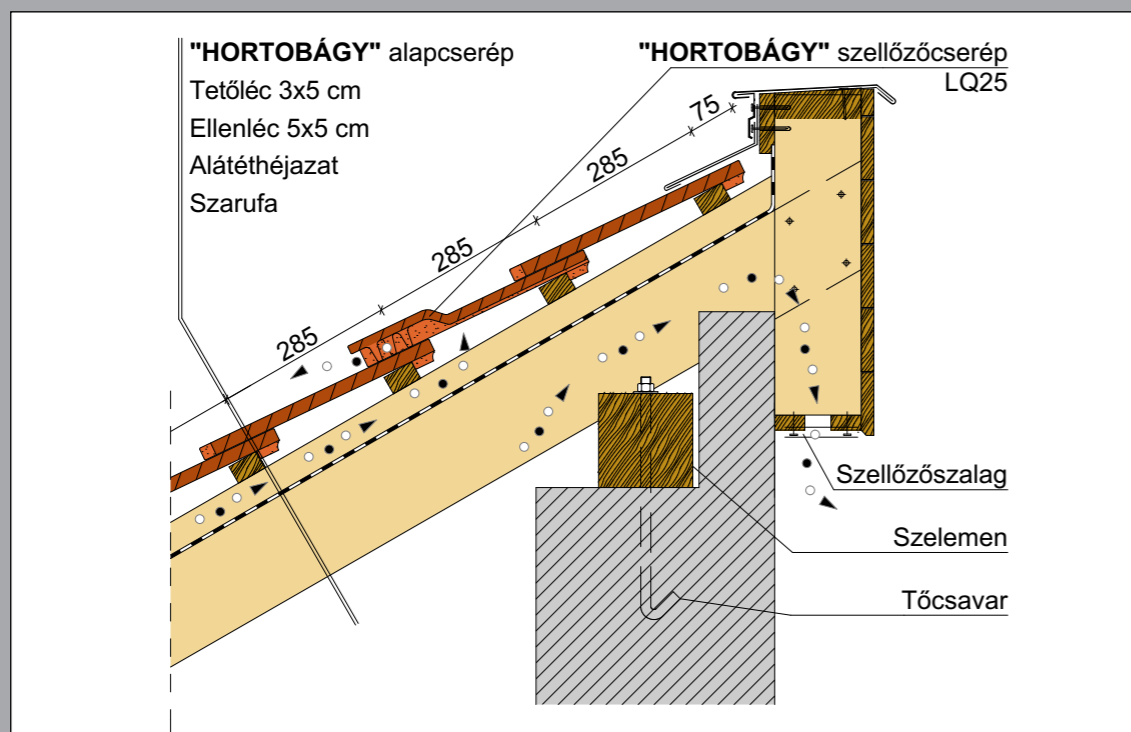 "HORTOBÁGY" alapcserép
Tetőléc 3x5 cm
Ellenléc 5x5 cm
Alátéthéjazat
Szarufa
"HORTOBÁGY" szellőzőcserép
LQ25
75
285
285
285
Szellőzőszalag
Szelemen
Tőcsavar